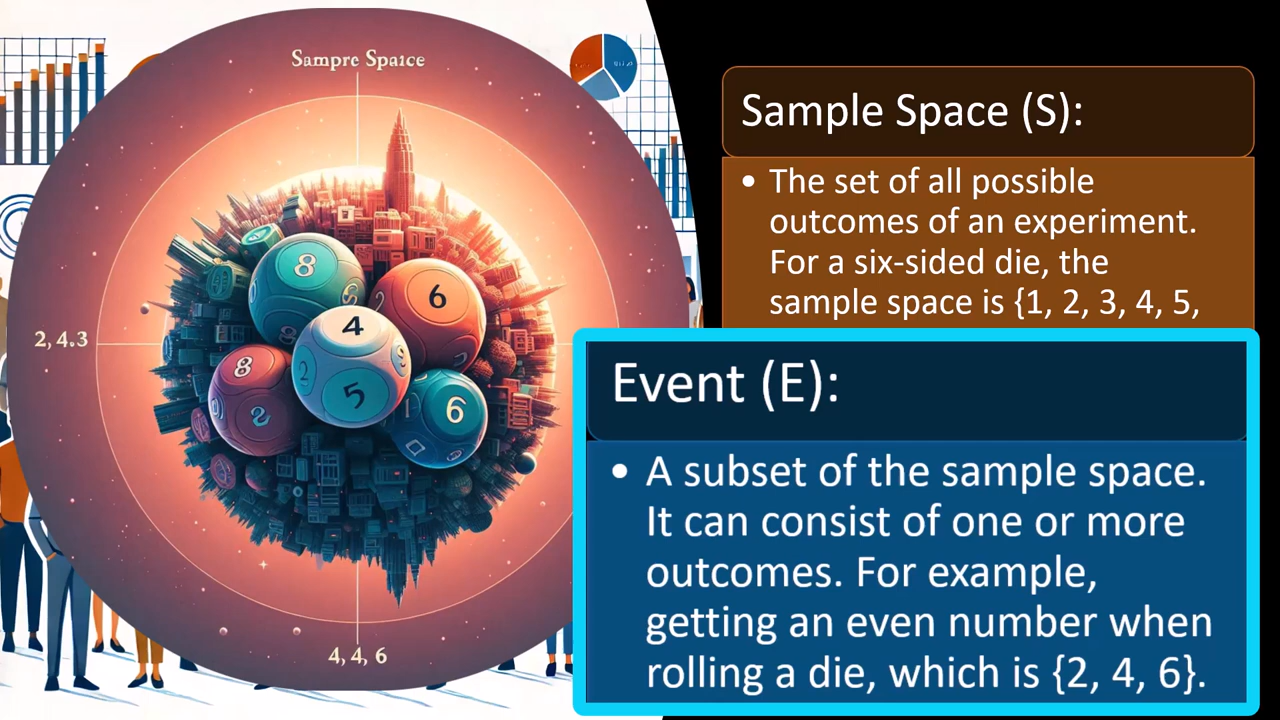 Sampre Spaice
2, 4.3
8
6
4
8
2
5
6
4, 4, 6
Sample Space (S):
• The set of all possible
outcomes of an experiment.
For a six-sided die, the
sample space is {1, 2, 3, 4, 5,
Event (E):
• A subset of the sample space.
It can consist of one or more
outcomes. For example,
getting an even number when
rolling a die, which is {2, 4, 6}.